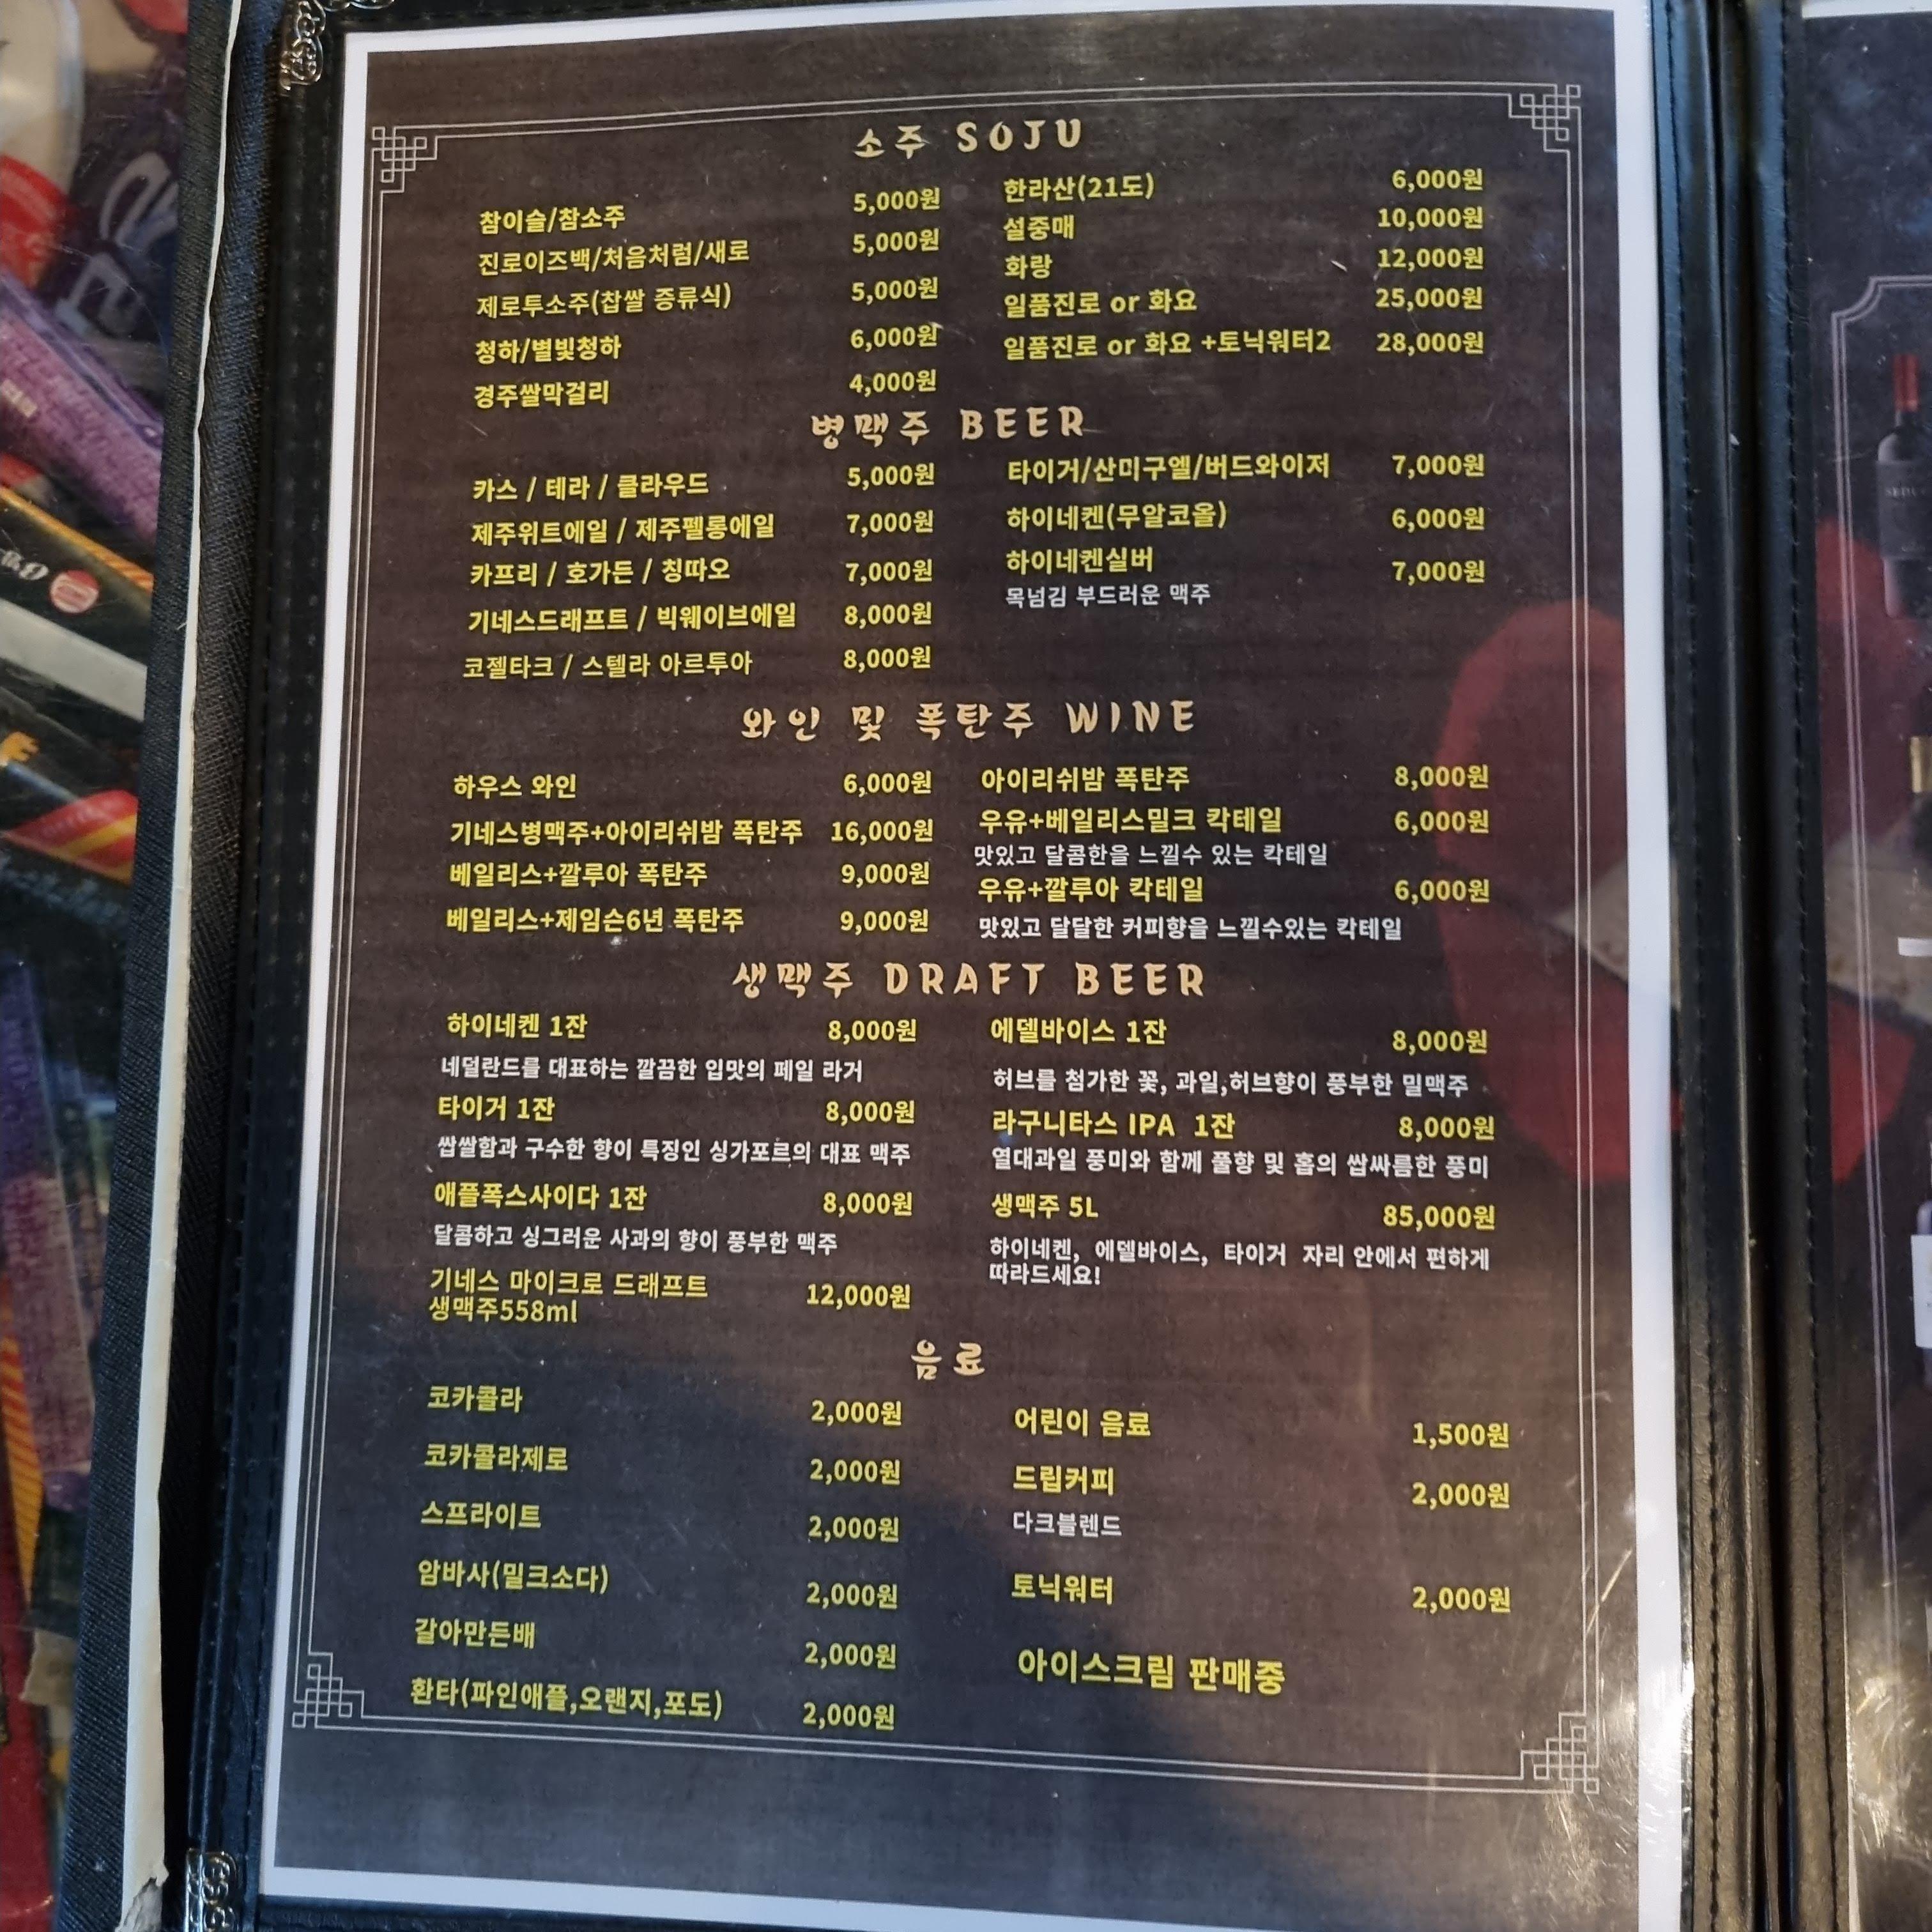 소주 SOJU
참이슬/참소주 5,000원
진로이즈백/처음처럼/새로 5,000원
제로투소주(찹쌀 증류식) 5,000원
청하/별빛청하 6,000원
경주쌀막걸리 4,000원
한라산(21도) 6,000원
설중매 10,000원
화랑 12,000원
일품진로 or 화요 25,000원
일품진로 or 화요 +토닉워터2 28,000원
병맥주 BEER
카스 / 테라 / 클라우드 5,000원
제주위트에일 / 제주펠롱에일 7,000원
카프리 / 호가든 / 칭따오 7,000원
기네스드래프트 / 빅웨이브에일 8,000원
코젤타크 / 스텔라 아르투아 8,000원
타이거/산미구엘/버드와이저 7,000원
하이네켄(무알코올) 6,000원
하이네켄실버 7,000원
목넘김 부드러운 맥주
와인 및 폭탄주 WINE
하우스 와인 6,000원
기네스병맥주+아이리쉬밤 폭탄주 16,000원
베일리스+깔루아 폭탄주 9,000원
베일리스+제임슨6년 폭탄주 9,000원
아이리쉬밤 폭탄주 8,000원
우유+베일리스밀크 칵테일 6,000원
맛있고 달콤한을 느낄수 있는 칵테일
우유+깔루아 칵테일 6,000원
맛있고 달달한 커피향을 느낄수있는 칵테일
생맥주 DRAFT BEER
하이네켄 1잔 8,000원
네덜란드를 대표하는 깔끔한 입맛의 페일 라거
타이거 1잔 8,000원
쌉쌀함과 구수한 향이 특징인 싱가포르의 대표 맥주
애플폭스사이다 1잔 8,000원
달콤하고 싱그러운 사과의 향이 풍부한 맥주
기네스 마이크로 드래프트 12,000원
생맥주558ml
에델바이스 1잔 8,000원
허브를 첨가한 꽃, 과일,허브향이 풍부한 밀맥주
라구니타스 IPA 1잔 8,000원
열대과일 풍미와 함께 풀향 및 홉의 쌉싸름한 풍미
생맥주 5L 85,000원
하이네켄, 에델바이스, 타이거 자리 안에서 편하게
따라드세요!
음료
코카콜라 2,000원
코카콜라제로 2,000원
스프라이트 2,000원
암바사(밀크소다) 2,000원
갈아만든배 2,000원
환타(파인애플,오랜지,포도) 2,000원
어린이 음료 1,500원
드립커피 2,000원
다크블렌드
토닉워터 2,000원
아이스크림 판매중